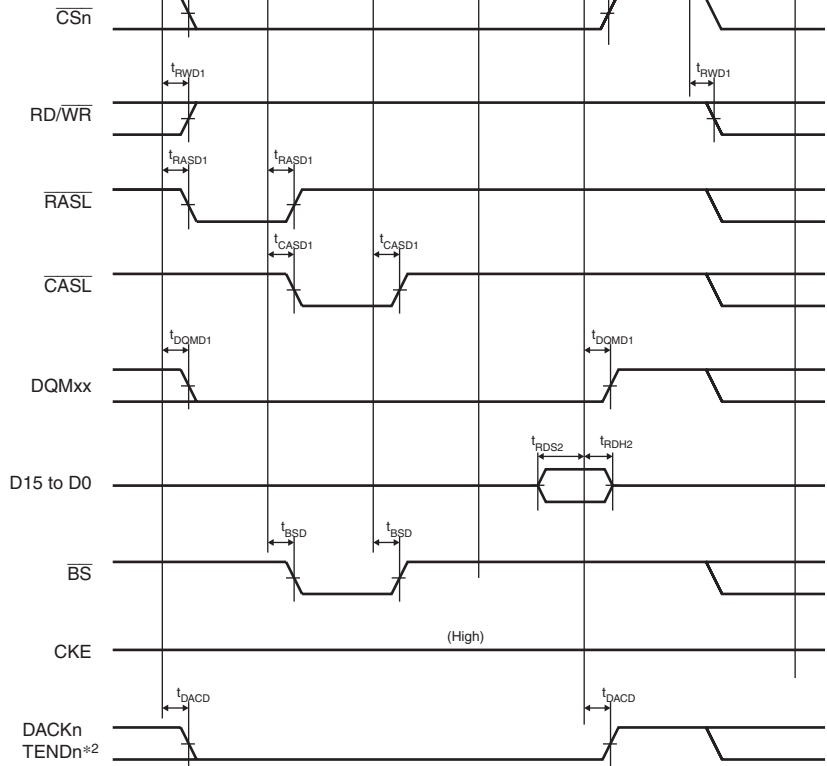 CSn
tRWD1 tRWD1
RD/WR
tRASD1 tRASD1
RASL
tCASD1 tCASD1
CASL
tDQMD1 tDQMD1
DQMxx
tRDS2 tRDH2
D15 to D0
tBSD tBSD
BS
(High)
CKE
tDACD tDACD
DACKn
TENDn*2